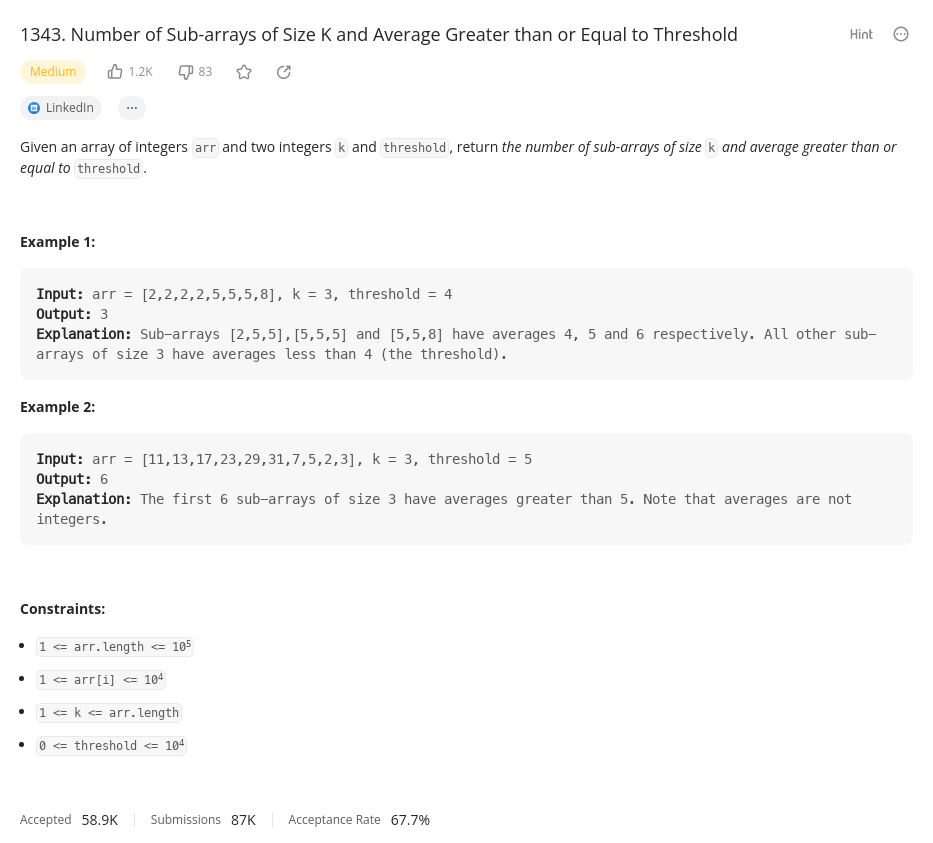 1343. Number of Sub-arrays of Size K and Average Greater than or Equal to Threshold
Hint
Medium 1.2K 83
LinkedIn ...
Given an array of integers arr and two integers k and threshold, return the number of sub-arrays of size k and average greater than or
equal to threshold.
Example 1:
Input: arr = [2,2,2,2,5,5,5,8], k = 3, threshold = 4
Output: 3
Explanation: Sub-arrays [2,5,5],[5,5,5] and [5,5,8] have averages 4, 5 and 6 respectively. All other sub-
arrays of size 3 have averages less than 4 (the threshold).
Example 2:
Input: arr = [11,13,17,23,29,31,7,5,2,3], k = 3, threshold = 5
Output: 6
Explanation: The first 6 sub-arrays of size 3 have averages greater than 5. Note that averages are not
integers.
Constraints:
• 1 <= arr.length <= 10⁵
• 1 <= arr[i] <= 10⁴
• 1 <= k <= arr.length
• 0 <= threshold <= 10⁴
Accepted 58.9K Submissions 87K Acceptance Rate 67.7%